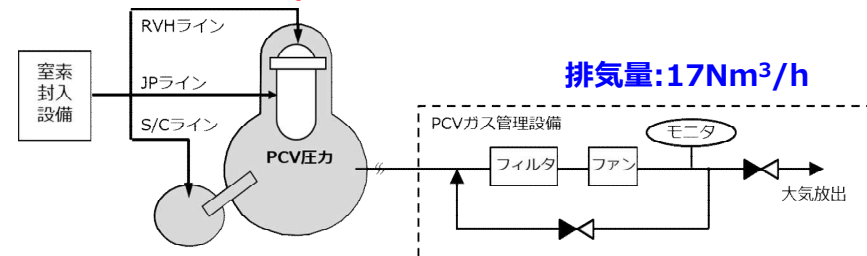 RVHライン
窒素
封入
設備
JPライン
S/Cライン
PCV圧力
排気量:17Nm³/h
PCVガス管理設備
モニタ
フィルタ
ファン
大気放出